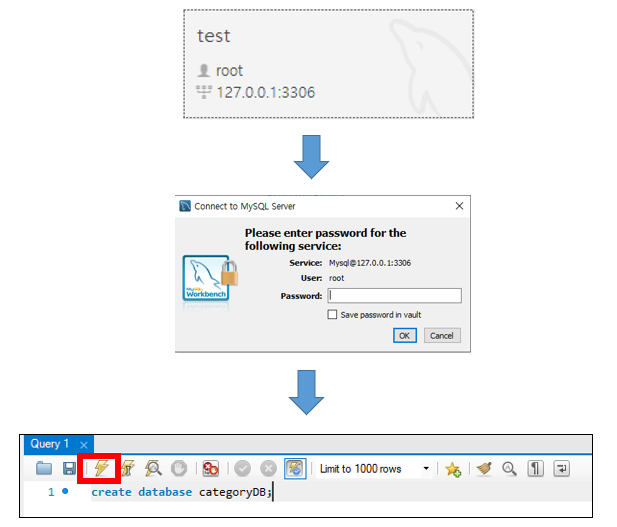 test
root
127.0.0.1:3306
Connect to MySQL Server
Please enter password for the
following service:
Service: Mysql@127.0.0.1:3306
User: root
Password:
Save password in vault
OK Cancel
MySQL
Workbench
Query 1
Limit to 1000 rows
1 create database categoryDB;